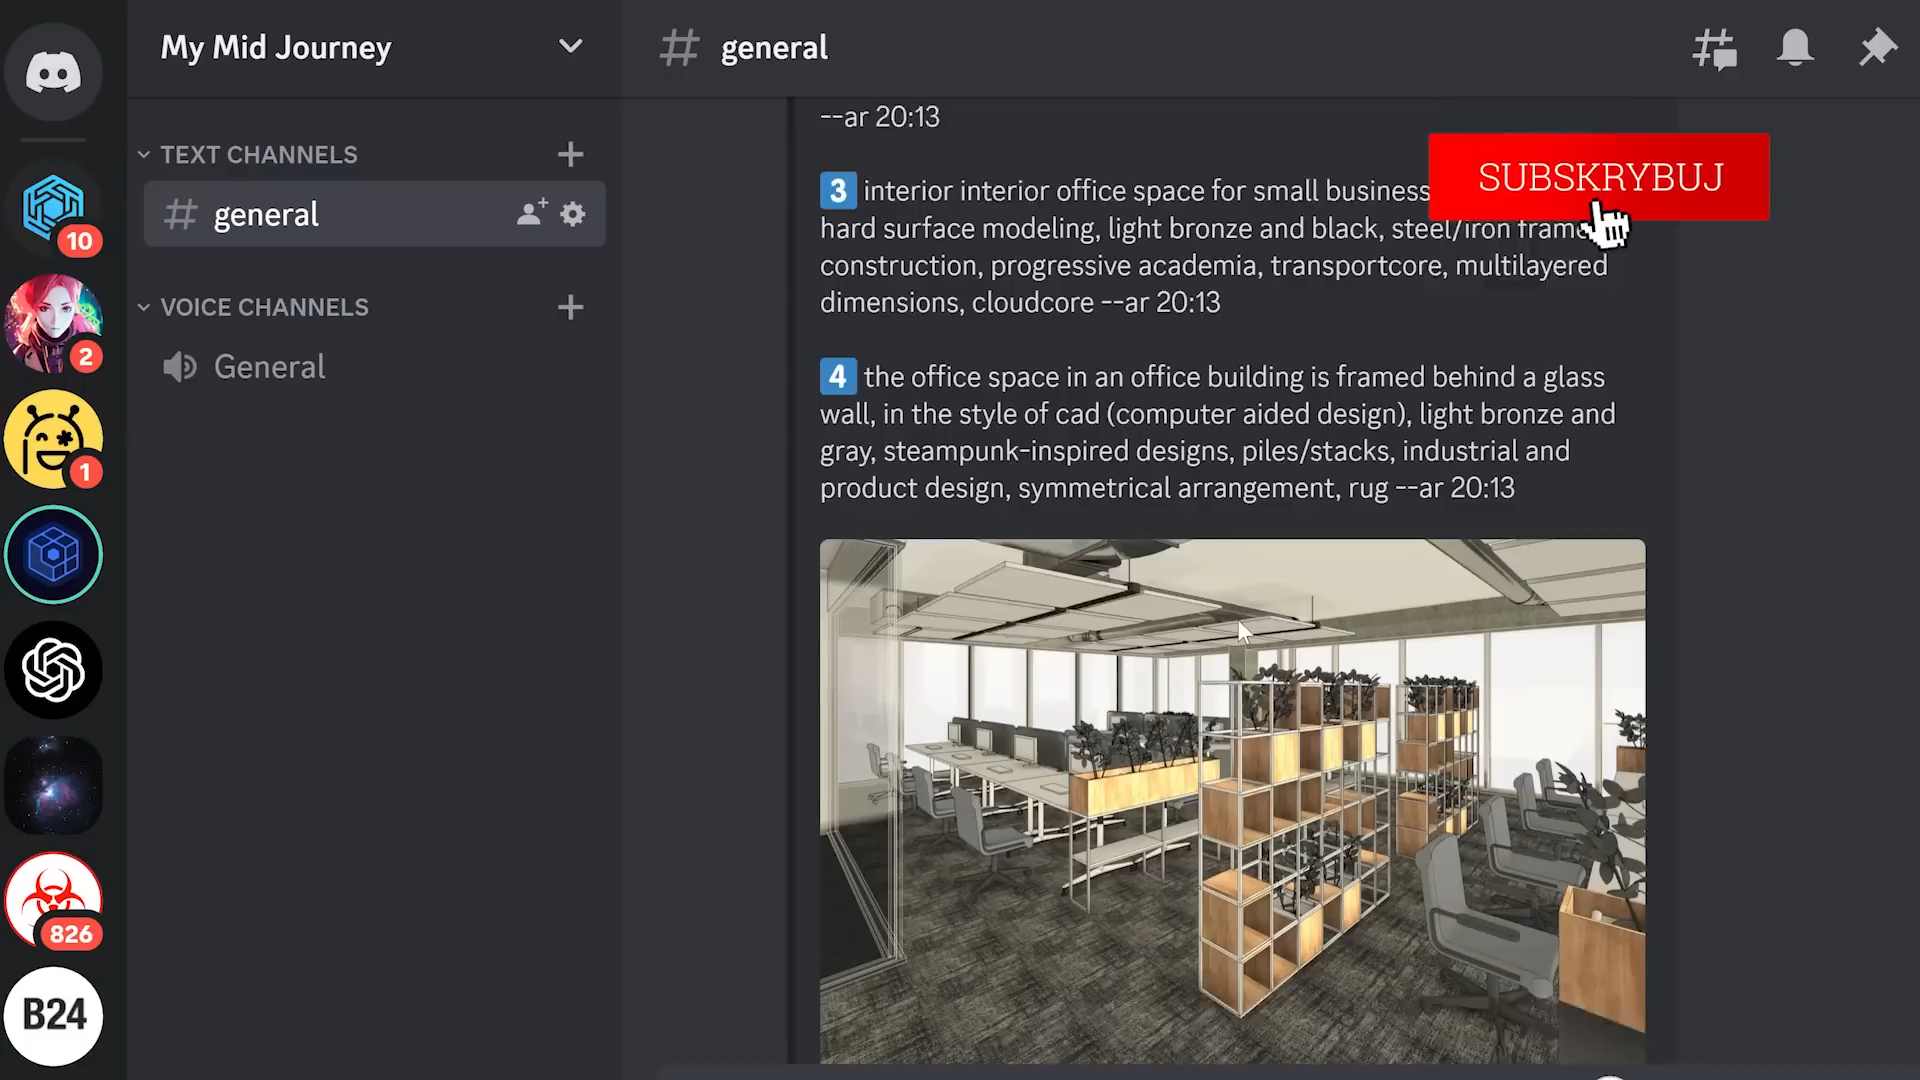 My Mid Journey
general
TEXT CHANNELS
general
VOICE CHANNELS
General
10
2
1
826
B24
--ar 20:13
SUBSKRYBUJ
3 interior interior office space for small business
hard surface modeling, light bronze and black, steel/iron frame
construction, progressive academia, transportcore, multilayered
dimensions, cloudcore --ar 20:13
4 the office space in an office building is framed behind a glass
wall, in the style of cad (computer aided design), light bronze and
gray, steampunk-inspired designs, piles/stacks, industrial and
product design, symmetrical arrangement, rug --ar 20:13